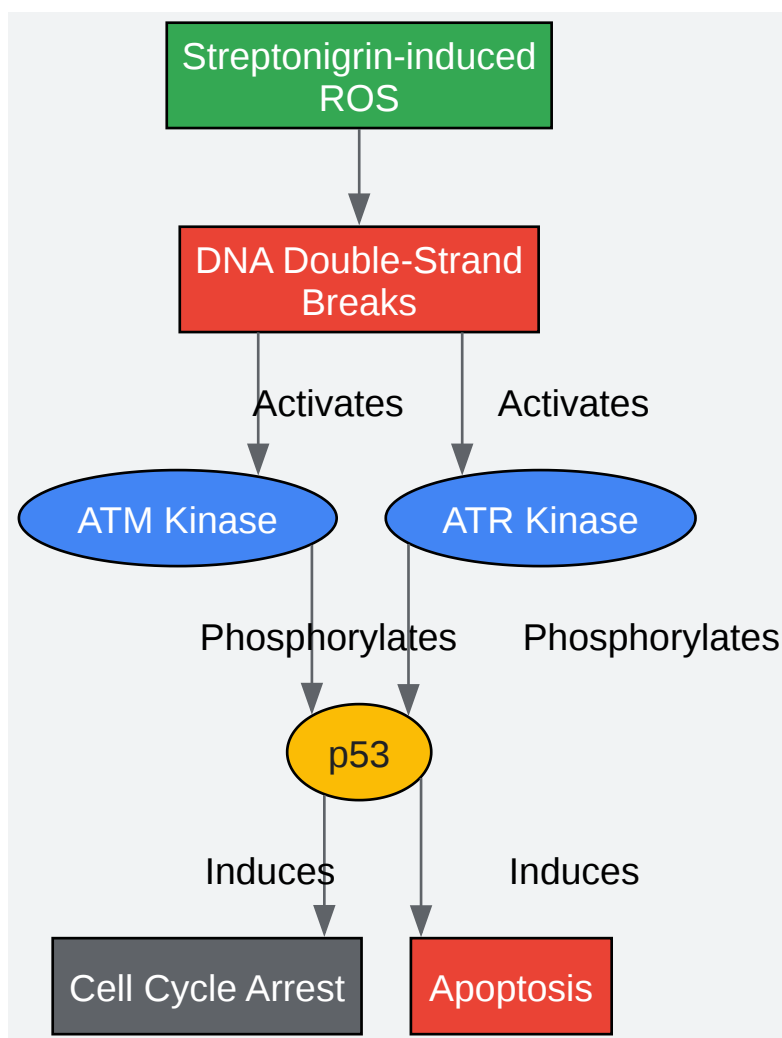 Streptonigrin-induced
ROS
DNA Double-Strand
Breaks
Activates
Activates
ATM Kinase
ATR Kinase
Phosphorylates
Phosphorylates
p53
Induces
Induces
Cell Cycle Arrest
Apoptosis